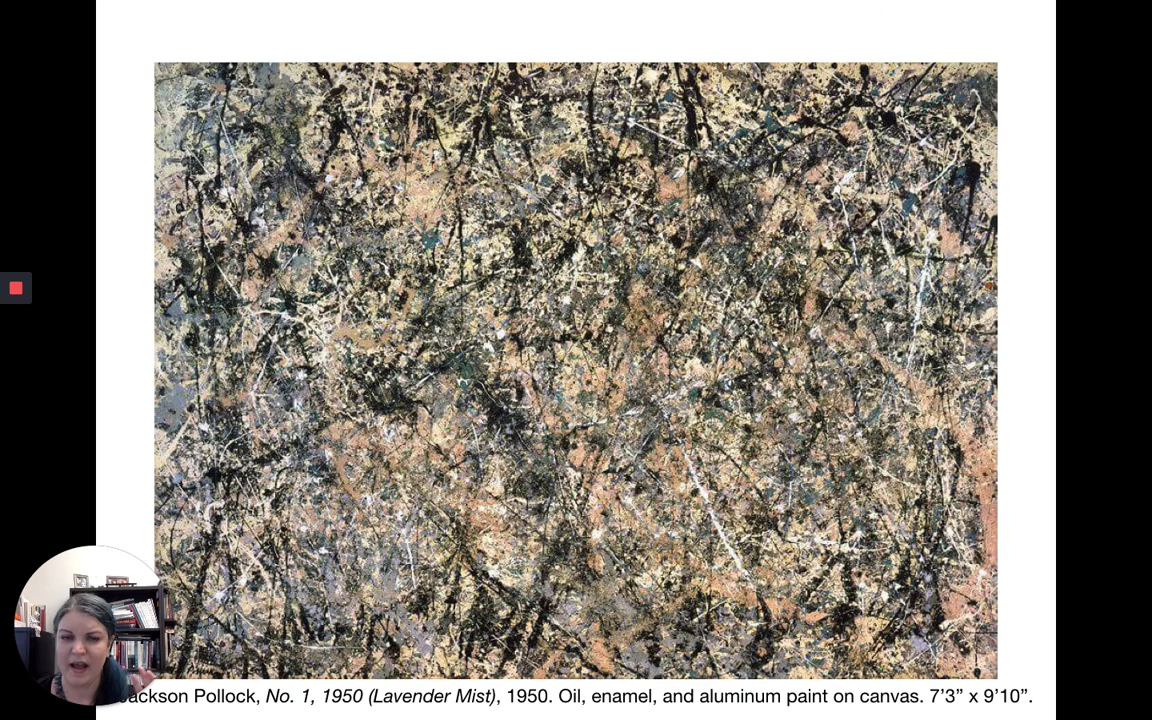 ackson Pollock, No. 1, 1950 (Lavender Mist), 1950. Oil, enamel, and aluminum paint on canvas. 7’3” x 9’10”.